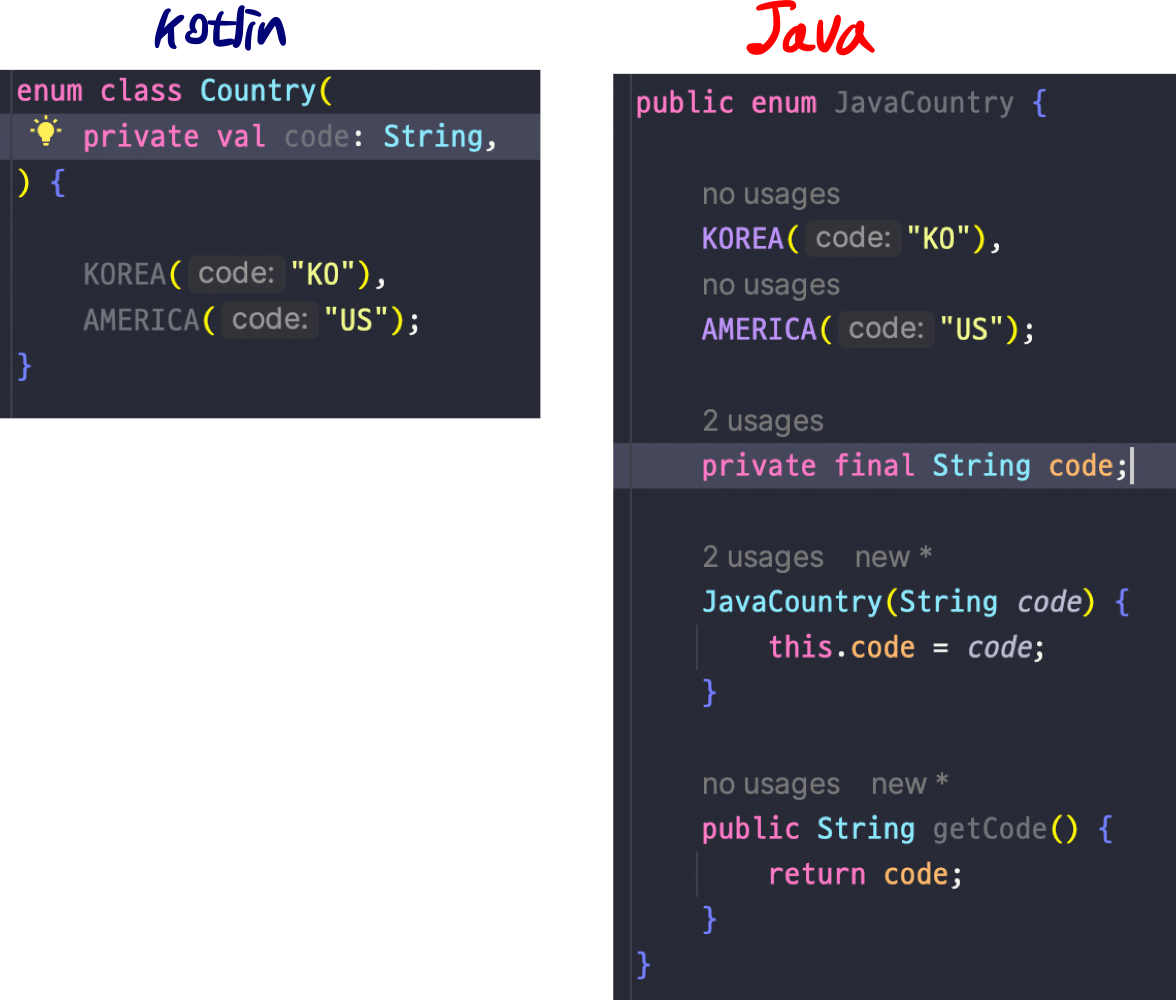 Kotlin
enum class Country(
private val code: String,
) {
KOREA( code: "KO"),
AMERICA( code: "US");
}
Java
public enum JavaCountry {
no usages
KOREA( code: "KO"),
no usages
AMERICA( code: "US");
2 usages
private final String code;
2 usages new *
JavaCountry(String code) {
this.code = code;
}
no usages new *
public String getCode() {
return code;
}
}